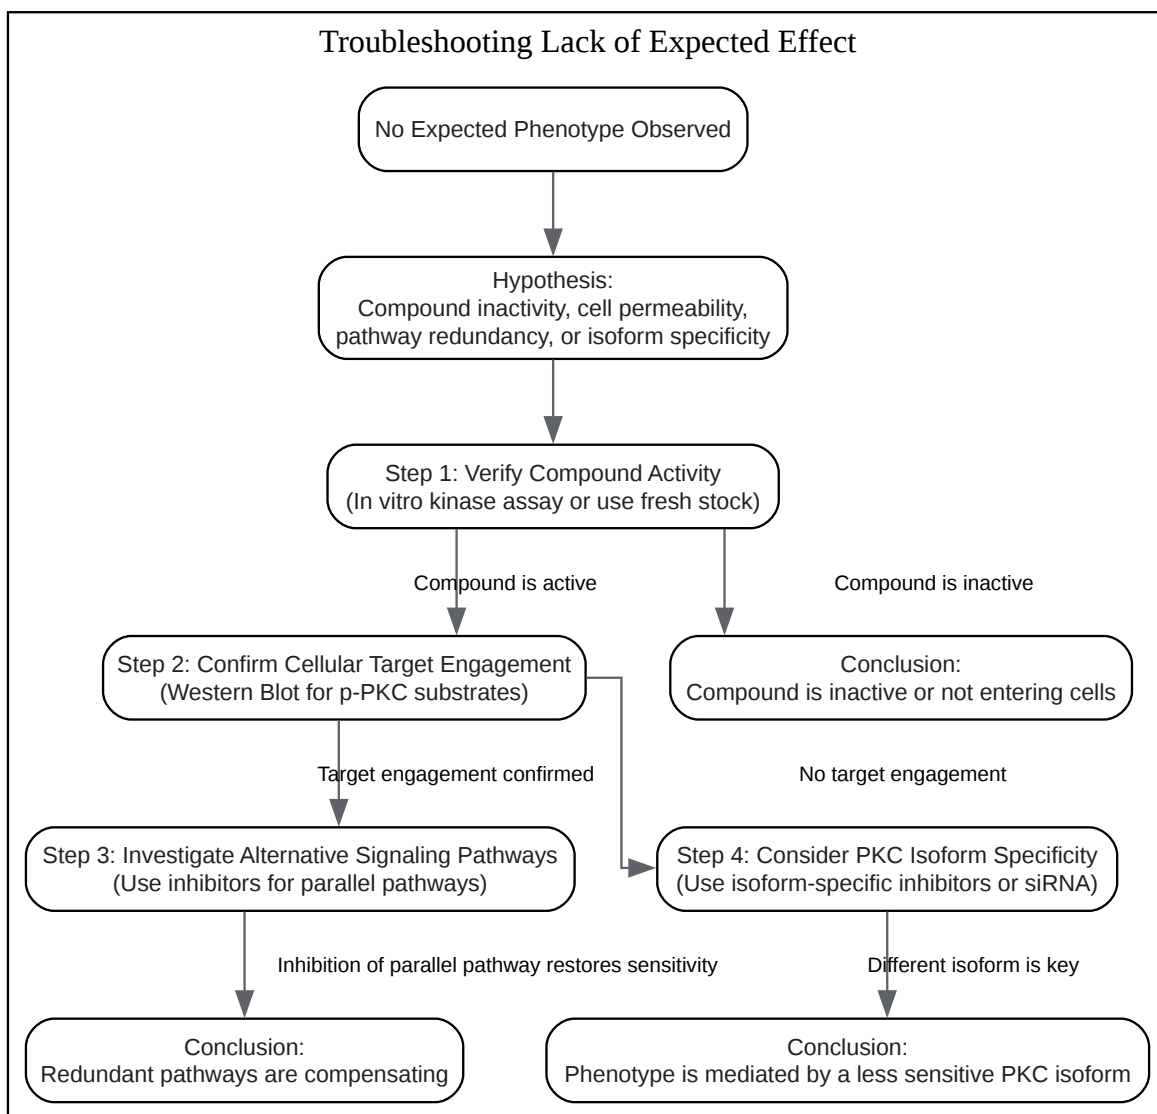 Troubleshooting Lack of Expected Effect
No Expected Phenotype Observed
Hypothesis:
Compound inactivity, cell permeability,
pathway redundancy, or isoform specificity
Step 1: Verify Compound Activity
(In vitro kinase assay or use fresh stock)
Compound is active
Compound is inactive
Step 2: Confirm Cellular Target Engagement
(Western Blot for p-PKC substrates)
Conclusion:
Compound is inactive or not entering cells
Target engagement confirmed
No target engagement
Step 3: Investigate Alternative Signaling Pathways
(Use inhibitors for parallel pathways)
Step 4: Consider PKC Isoform Specificity
(Use isoform-specific inhibitors or siRNA)
Inhibition of parallel pathway restores sensitivity
Different isoform is key
Conclusion:
Redundant pathways are compensating
Conclusion:
Phenotype is mediated by a less sensitive PKC isoform